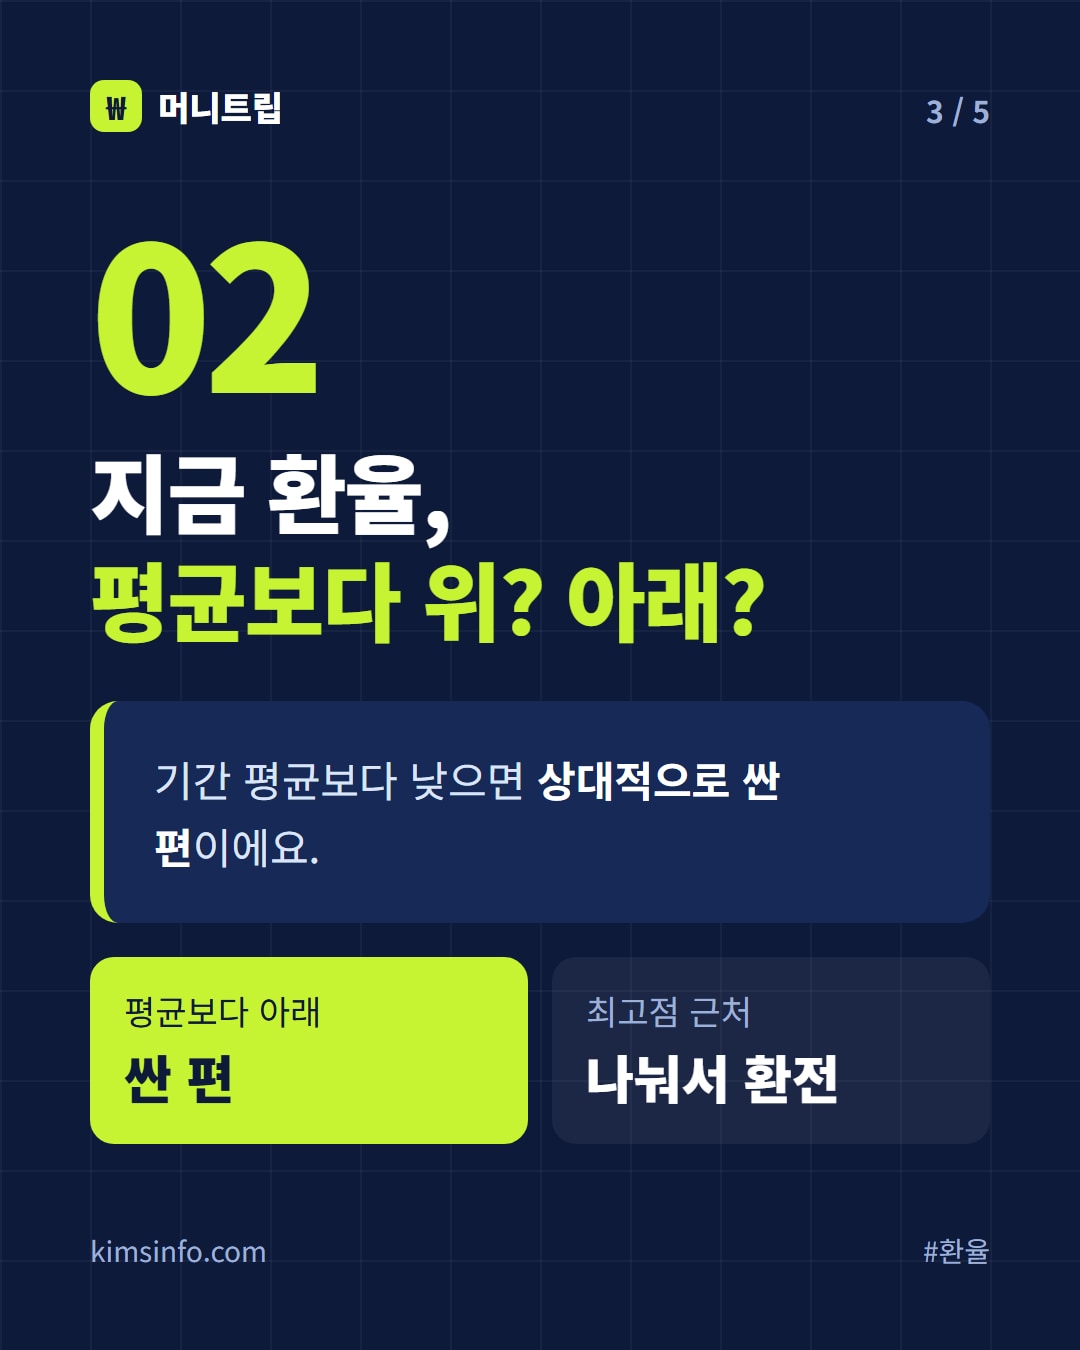 ₩ 머니트립
3 / 5
02
지금 환율,
평균보다 위? 아래?
기간 평균보다 낮으면 상대적으로 싼
편이에요.
평균보다 아래
싼 편
최고점 근처
나눠서 환전
kimsinfo.com
#환율